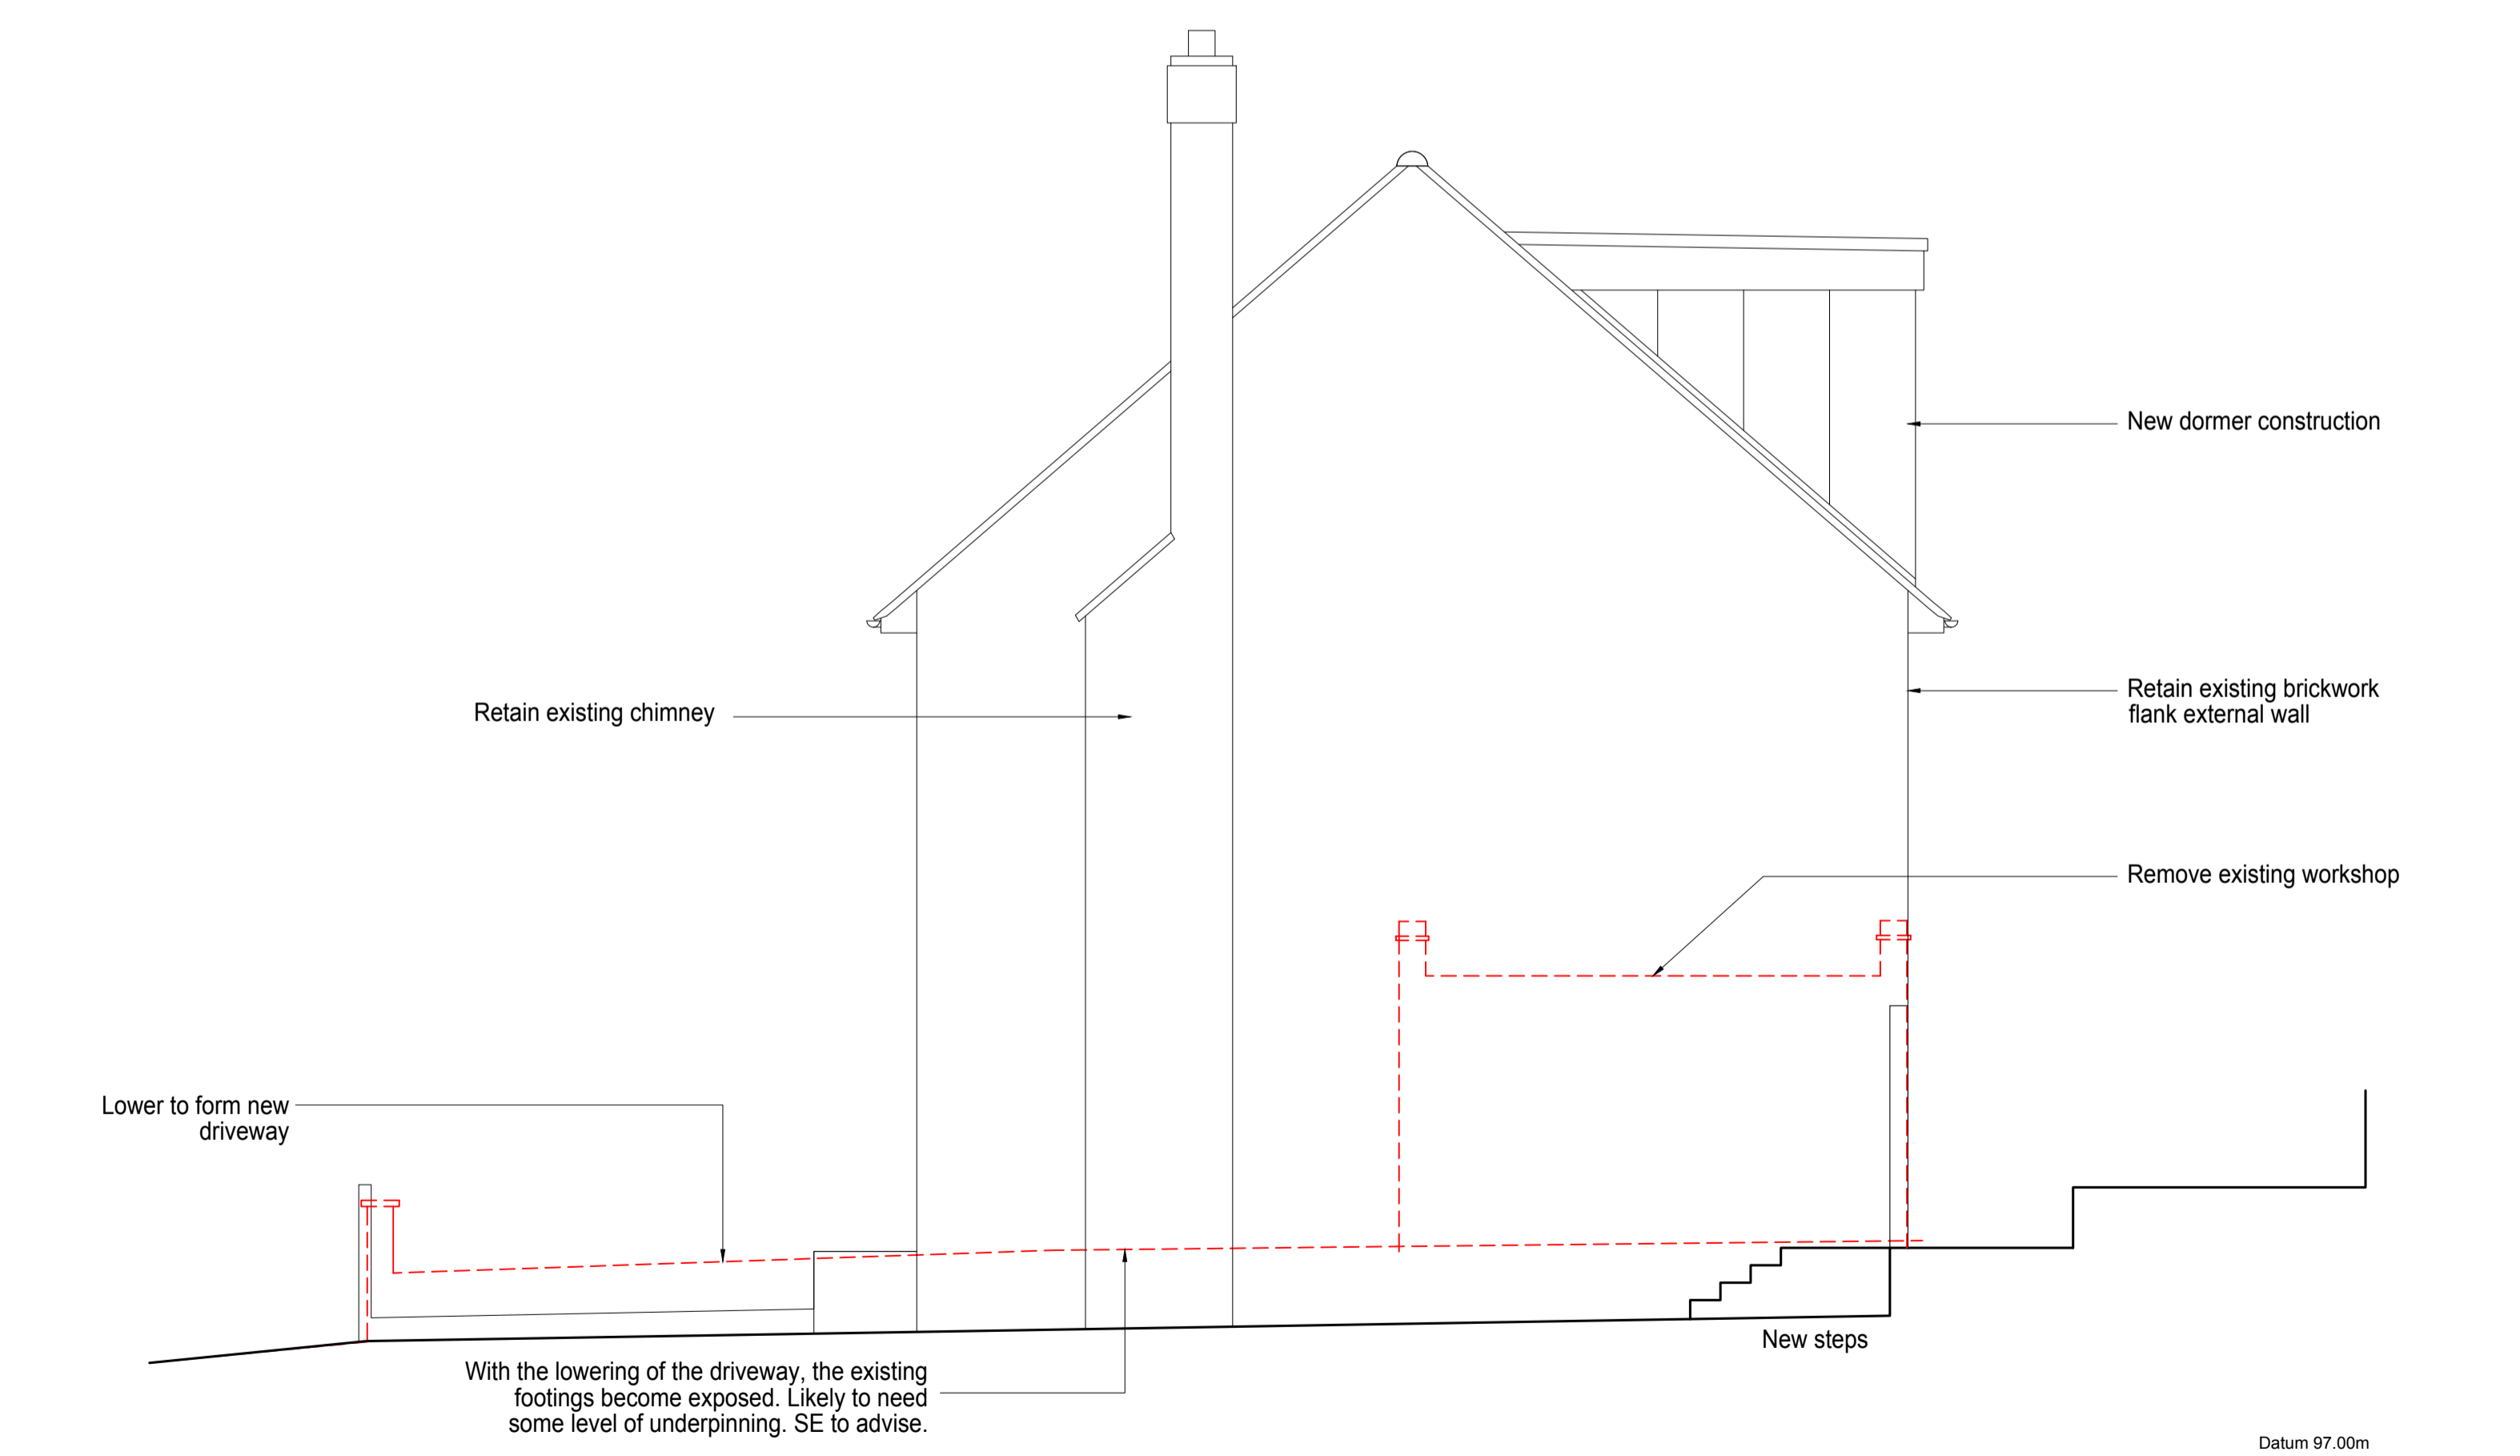 New dormer construction
Retain existing brickwork
flank external wall
Retain existing chimney
Remove existing workshop
Lower to form new
driveway
New steps
With the lowering of the driveway, the existing
footings become exposed. Likely to need
some level of underpinning. SE to advise.
Datum 97.00m